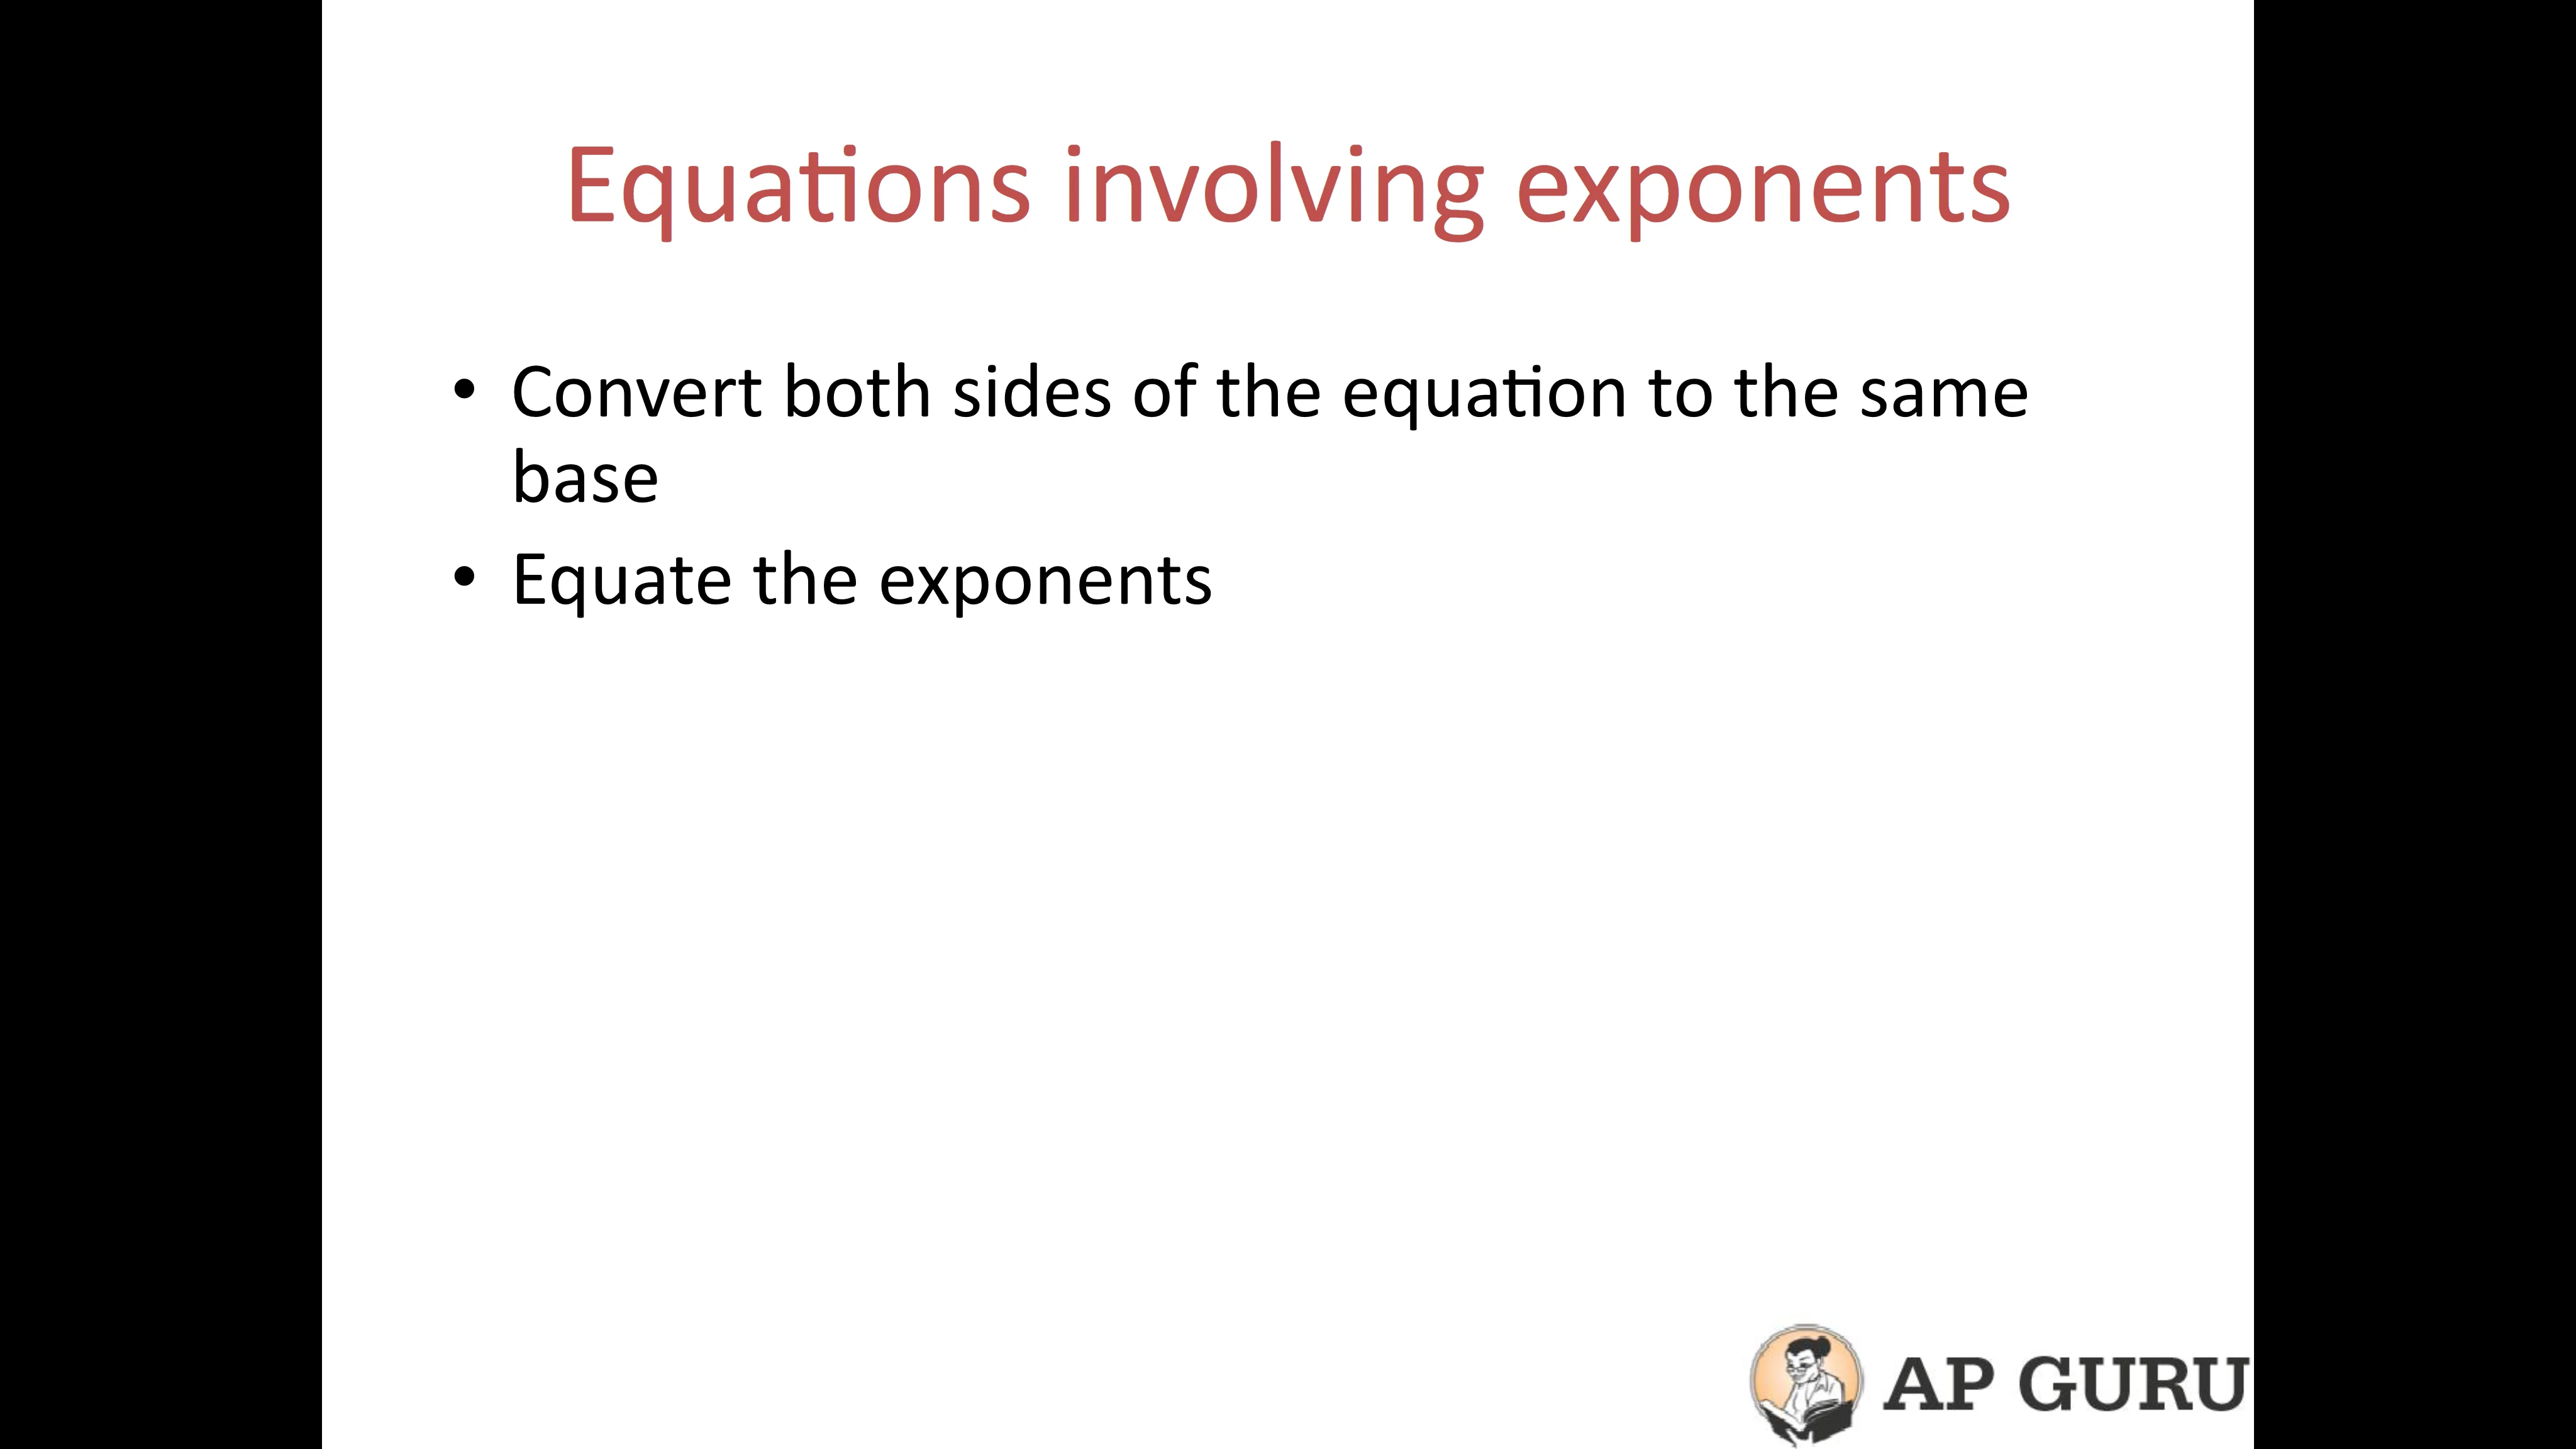 Equations involving exponents
• Convert both sides of the equation to the same
base
• Equate the exponents
AP GURU